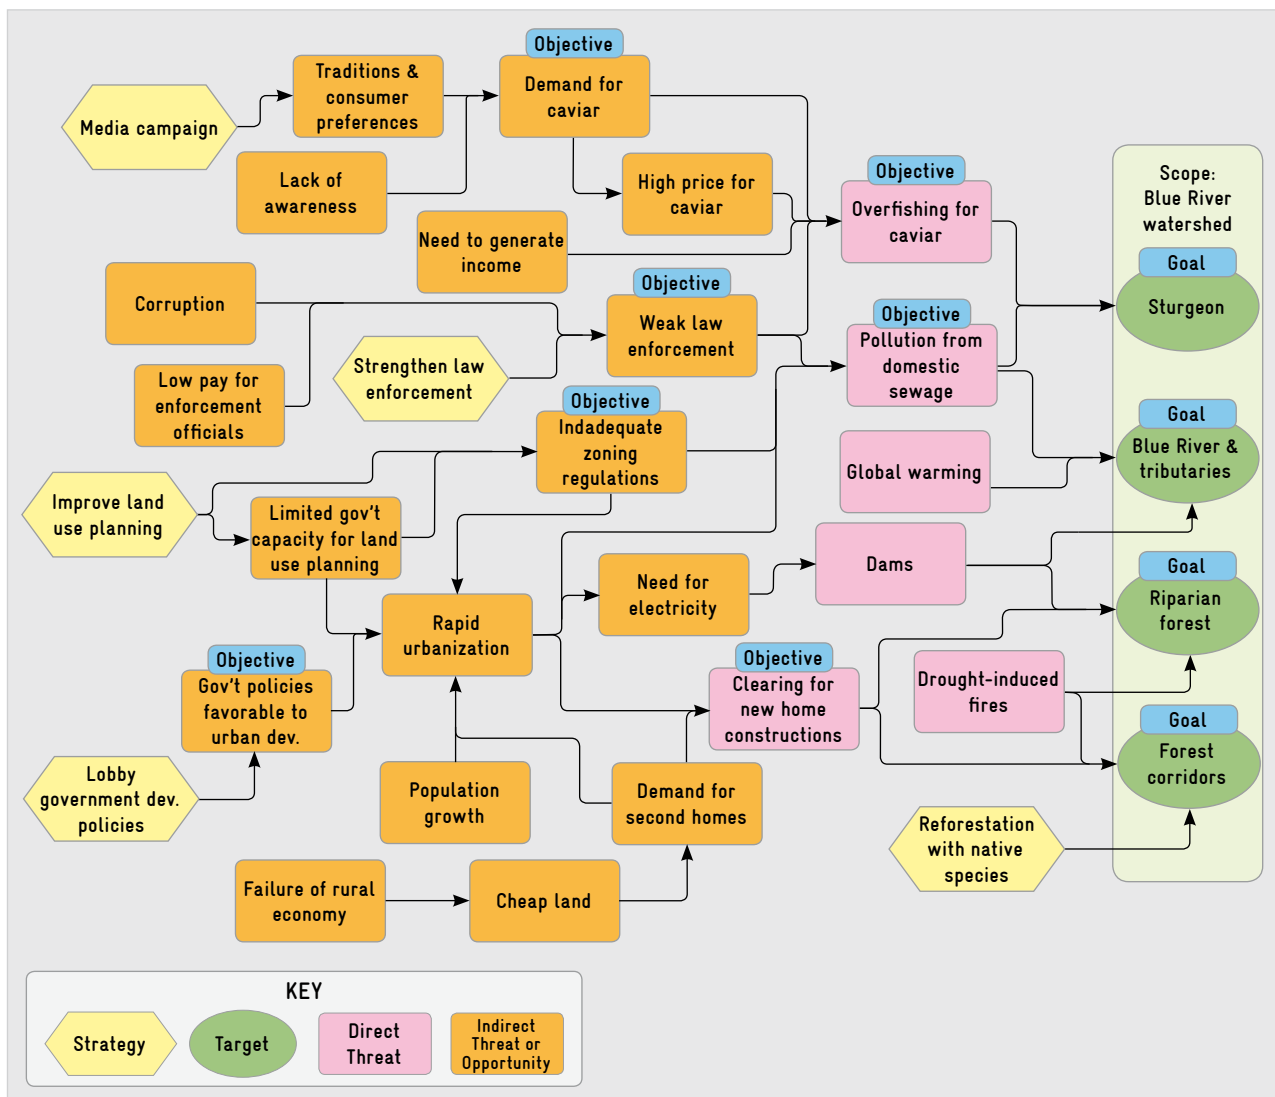 Objective
Traditions &
consumer
preferences
Demand for
caviar
Media campaign
Lack of
awareness
High price for
caviar
Objective
Overfishing for
caviar
Scope:
Blue River
watershed
Need to generate
income
Goal
Sturgeon
Corruption
Objective
Weak law
enforcement
Objective
Pollution from
domestic
sewage
Strengthen law
enforcement
Low pay for
enforcement
officials
Objective
Indadequate
zoning
regulations
Goal
Blue River &
tributaries
Global warming
Improve land
use planning
Limited gov't
capacity for land
use planning
Need for
electricity
Dams
Goal
Riparian
forest
Rapid
urbanization
Objective
Gov't policies
favorable to
urban dev.
Objective
Clearing for
new home
constructions
Drought-induced
fires
Goal
Forest
corridors
Lobby
government dev.
policies
Population
growth
Demand for
second homes
Reforestation
with native
species
Failure of rural
economy
Cheap land
KEY
Strategy
Target
Direct
Threat
Indirect
Threat or
Opportunity